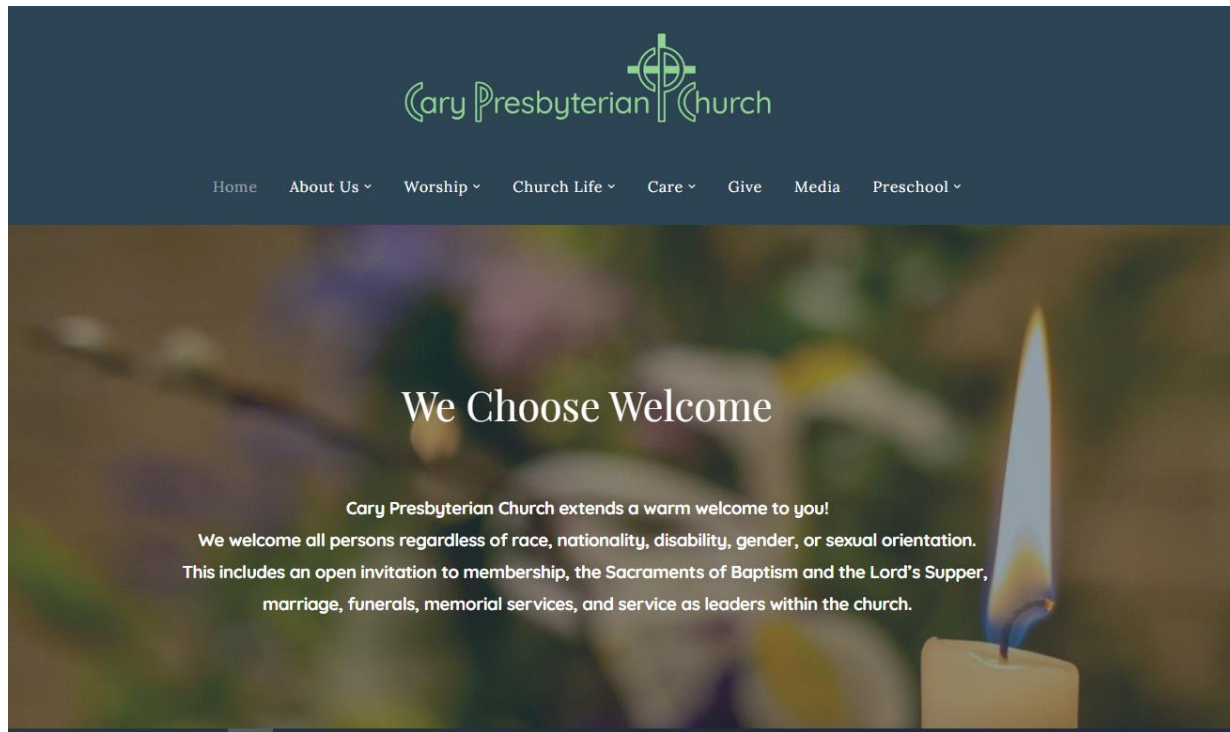 Cary Presbyterian Church
Home About Us Worship Church Life Care Give Media Preschool
We Choose Welcome
Cary Presbyterian Church extends a warm welcome to you!
We welcome all persons regardless of race, nationality, disability, gender, or sexual orientation.
This includes an open invitation to membership, the Sacraments of Baptism and the Lord’s Supper,
marriage, funerals, memorial services, and service as leaders within the church.